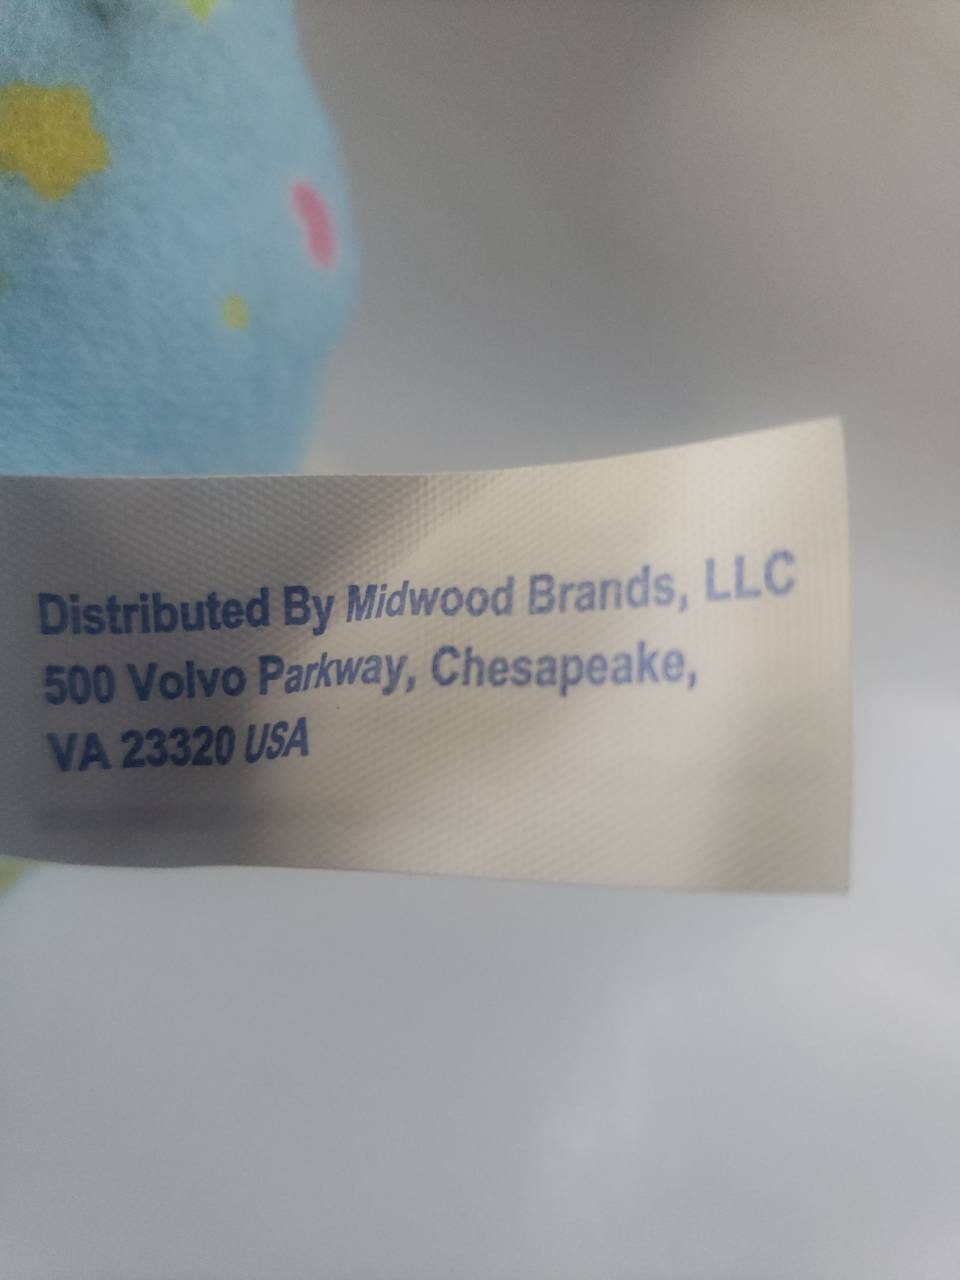 Distributed By Midwood Brands, LLC
500 Volvo Parkway, Chesapeake,
VA 23320 USA